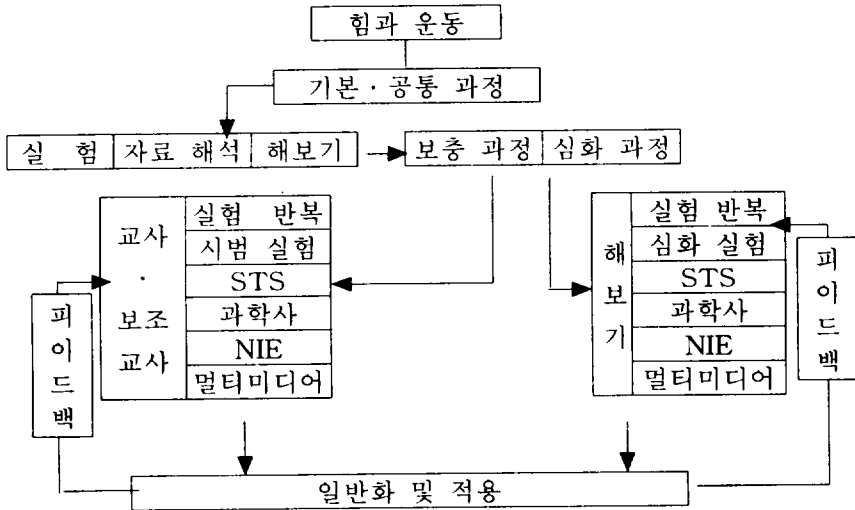 힘과 운동
기본 · 공통 과정
실 험 자료 해석 해보기
보충 과정 심화 과정
교사
·
보조
교사
실험 반복
시범 실험
STS
과학사
NIE
멀티미디어
피
이
드
백
해
보
기
실험 반복
심화 실험
STS
과학사
NIE
멀티미디어
피
이
드
백
일반화 및 적용